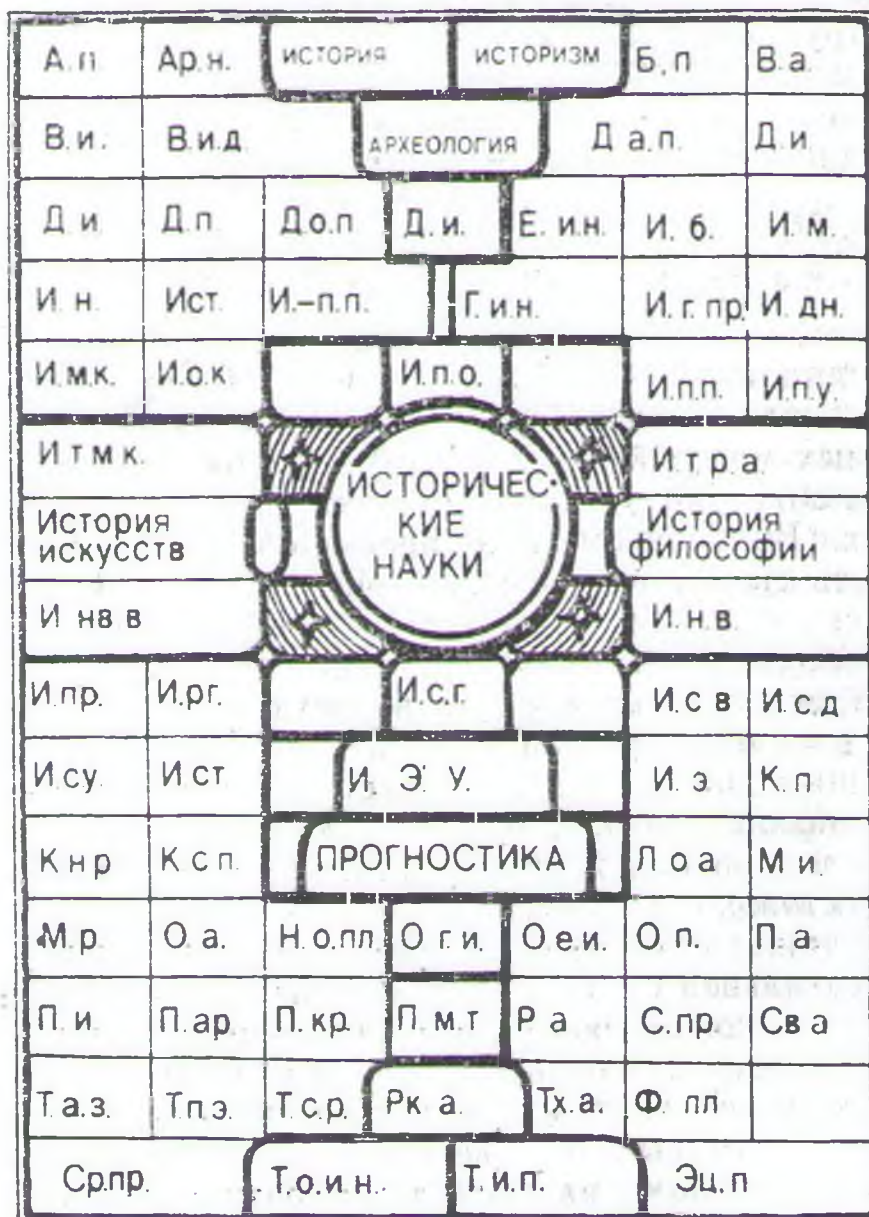 А.п. Ар.н. ИСТОРИЯ ИСТОРИЗМ Б.п В.а.
В.и. В.и.д АРХЕОЛОГИЯ Д а.п. Д.и
Д.и Д.п До.п Д.и. Е.и.н. И.б. И.м.
И.н. Ист. И.–п.п. Г.и.н. И.г.пр. И.дн.
И.м.к. И.о.к И.п.о. И.п.п. И.п.у.
И т м к. И т р а.
ИСТОРИЧЕС-
КИЕ
НАУКИ
История
искусств
История
философии
И нв в И.н.в.
И.пр. И.рг. И.с.г. И.с в И.с.д
И.су И.ст И. Э. У. И.э К.п
К н р К с п. ПРОГНОСТИКА Л о а М и.
М.р. О.а. Н.о.пл О г и. О.е.и. О.п. П.а
П.и П.ар. П.кр. П.м.т Р а С.пр. Св а
Т.а.з. Тп.э. Т.с.р. Рк а. Тх.а. Ф пл
Ср.пр. Т.о.и.н. Т.и.п. Эц.п